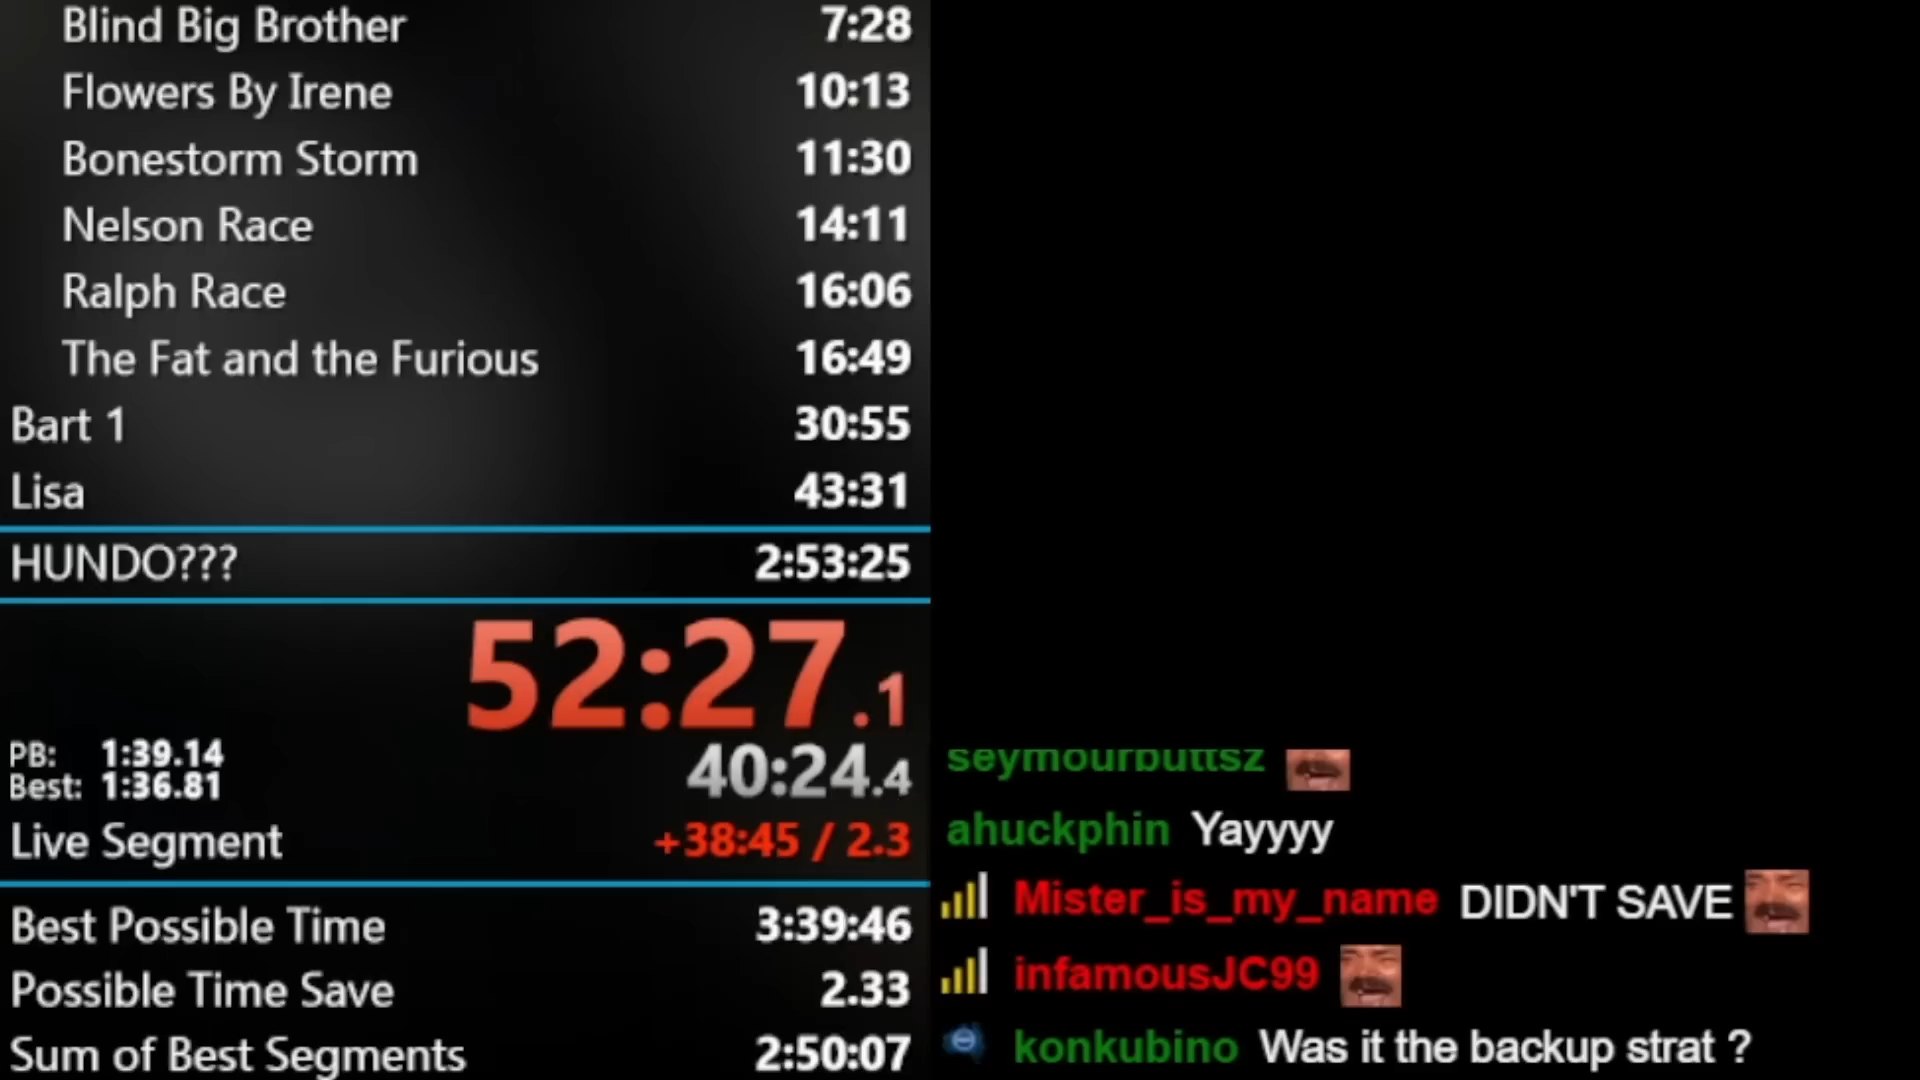 Blind Big Brother 7:28
Flowers By Irene 10:13
Bonestorm Storm 11:30
Nelson Race 14:11
Ralph Race 16:06
The Fat and the Furious 16:49
Bart 1 30:55
Lisa 43:31
HUNDO??? 2:53:25
52:27.1
PB: 1:39.14
Best: 1:36.81
40:24.4
Live Segment +38:45 / 2.3
Best Possible Time 3:39:46
Possible Time Save 2.33
Sum of Best Segments 2:50:07
seymourbuttsz
ahuckphin Yayyyy
Mister_is_my_name DIDN'T SAVE
infamousJC99
konkubino Was it the backup strat ?